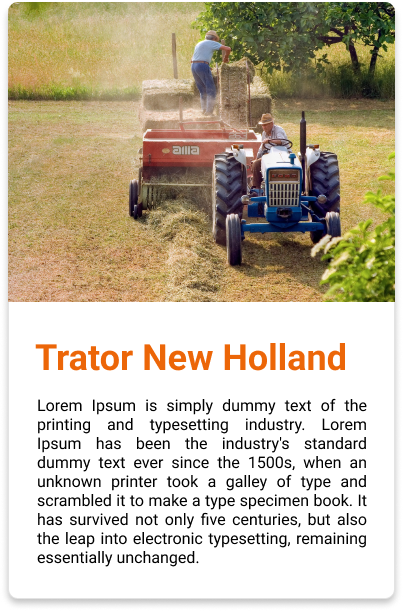 aiia
Trator New Holland
Lorem Ipsum is simply dummy text of the
printing and typesetting industry. Lorem
Ipsum has been the industry's standard
dummy text ever since the 1500s, when an
unknown printer took a galley of type and
scrambled it to make a type specimen book. It
has survived not only five centuries, but also
the leap into electronic typesetting, remaining
essentially unchanged.